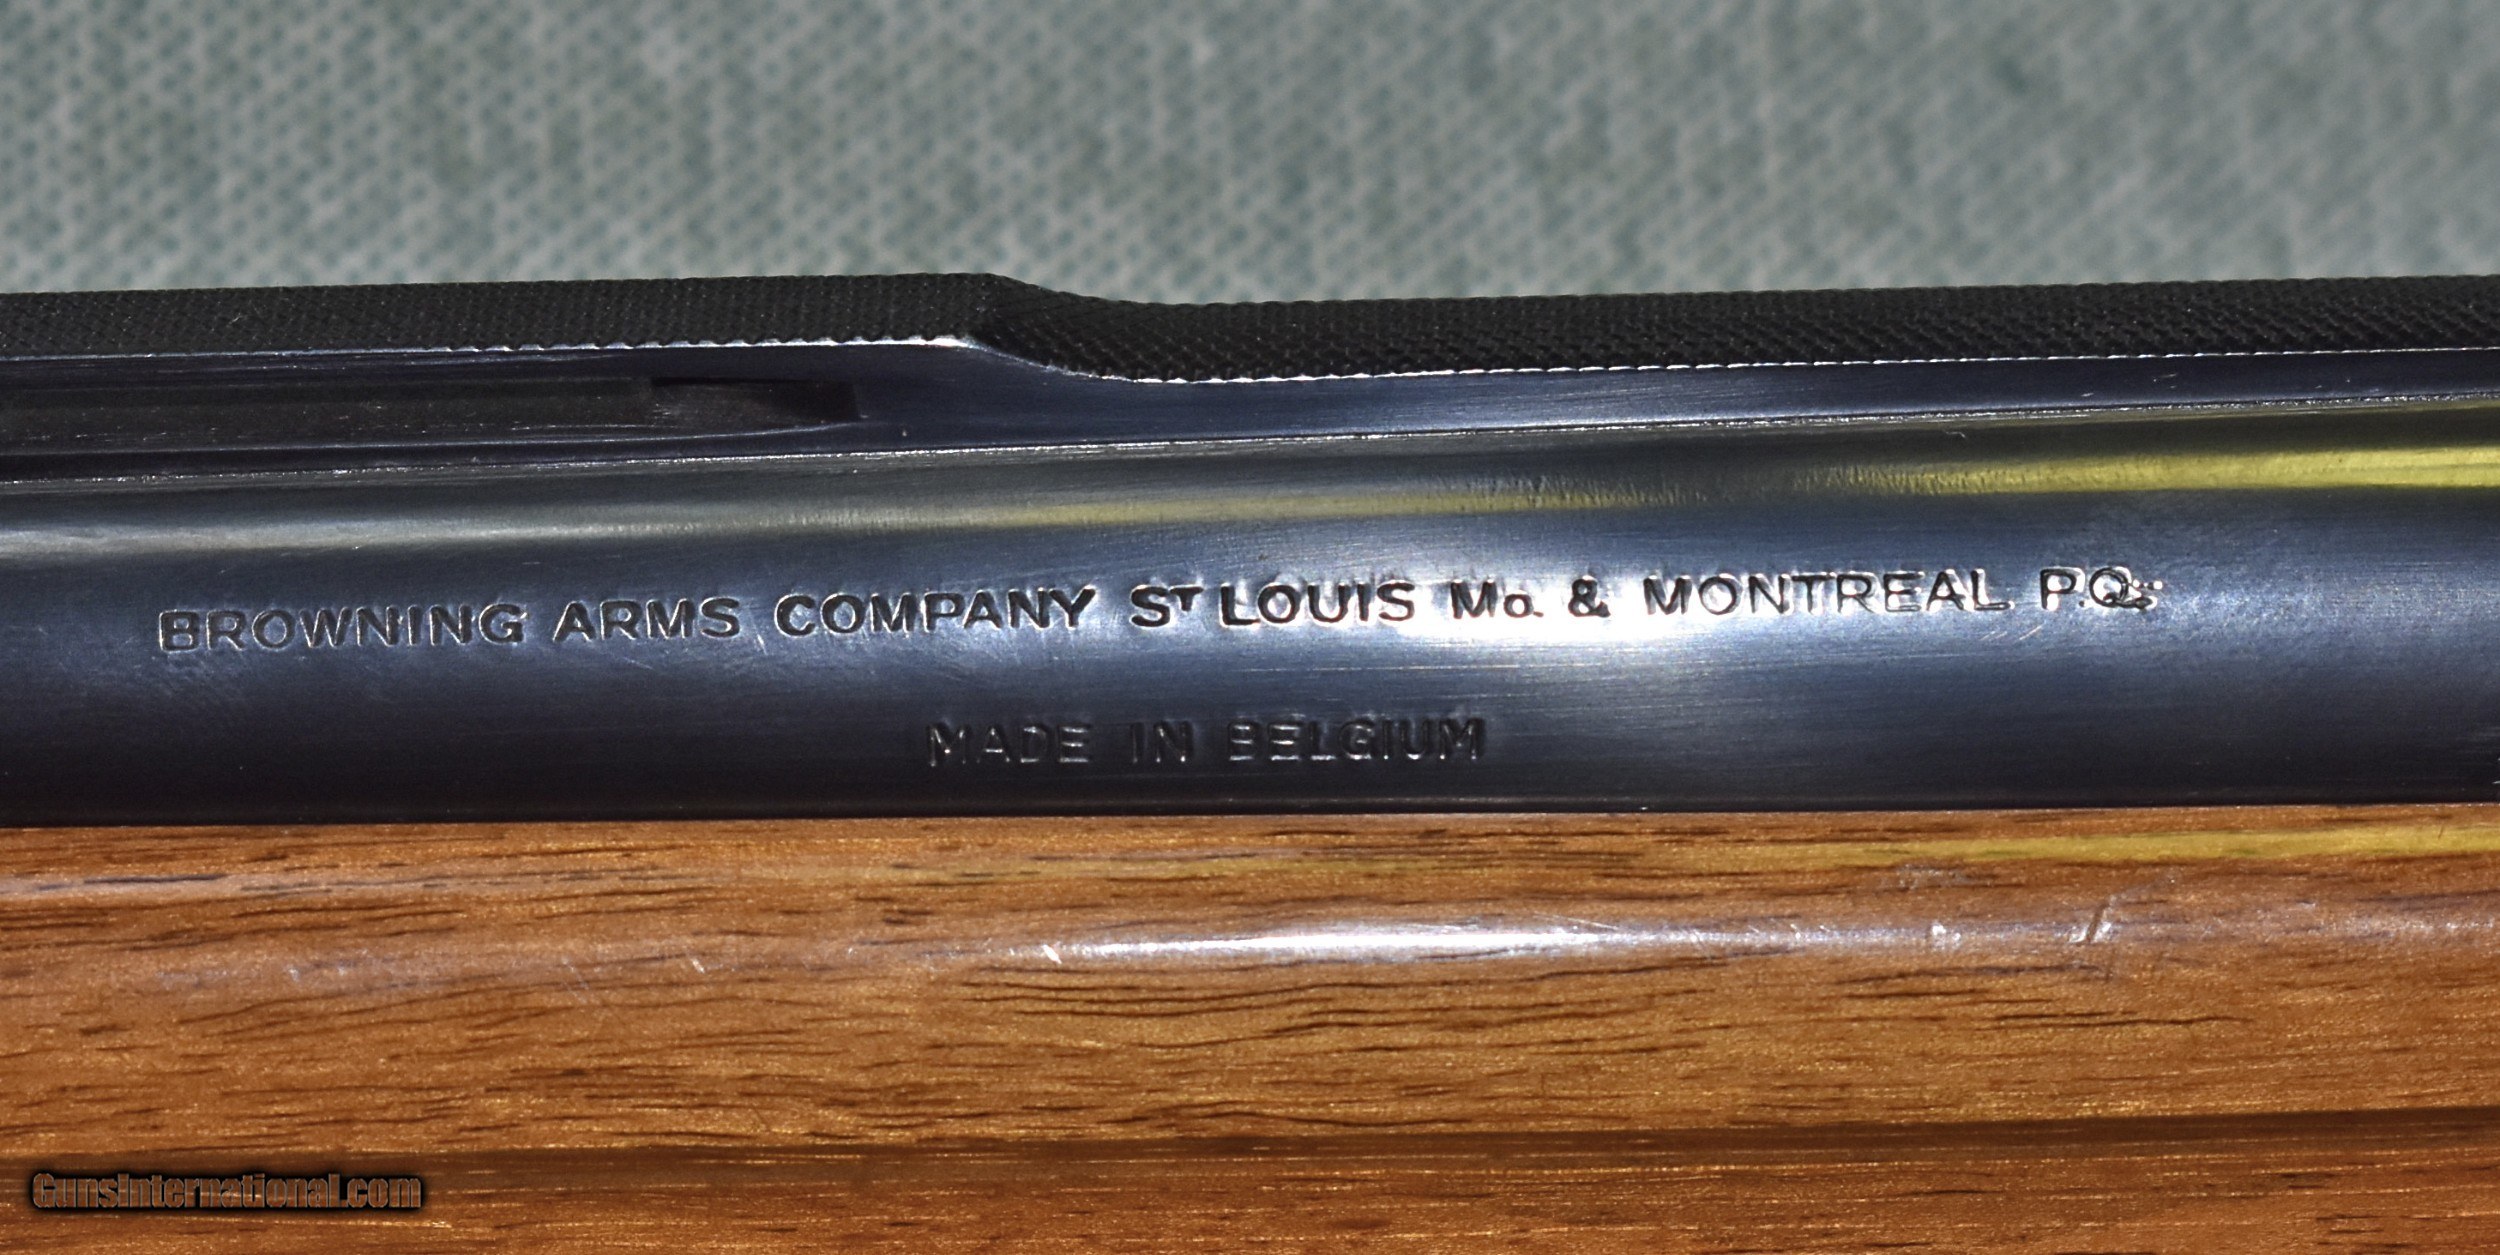 BROWNING ARMS COMPANY ST LOUIS Mo. & MONTREAL P.Q.
MADE IN BELGIUM
GunsInternational.com